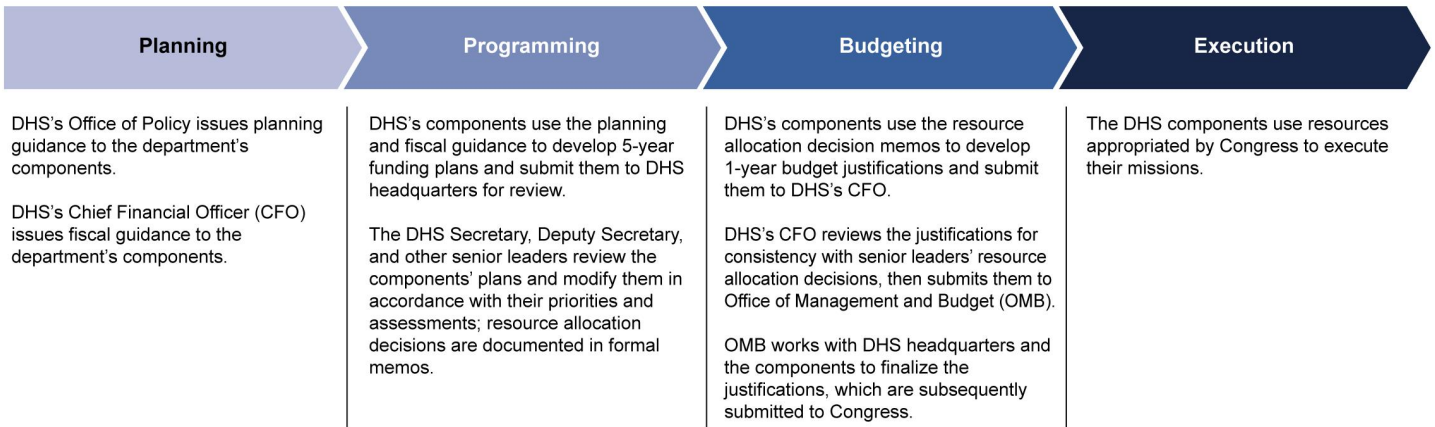 Planning
Programming
Budgeting
Execution
DHS's Office of Policy issues planning
guidance to the department's
components.
DHS's Chief Financial Officer (CFO)
issues fiscal guidance to the
department's components.
DHS's components use the planning
and fiscal guidance to develop 5-year
funding plans and submit them to DHS
headquarters for review.
The DHS Secretary, Deputy Secretary,
and other senior leaders review the
components' plans and modify them in
accordance with their priorities and
assessments; resource allocation
decisions are documented in formal
memos.
DHS's components use the resource
allocation decision memos to develop
1-year budget justifications and submit
them to DHS's CFO.
DHS's CFO reviews the justifications for
consistency with senior leaders' resource
allocation decisions, then submits them to
Office of Management and Budget (OMB).
OMB works with DHS headquarters and
the components to finalize the
justifications, which are subsequently
submitted to Congress.
The DHS components use resources
appropriated by Congress to execute
their missions.